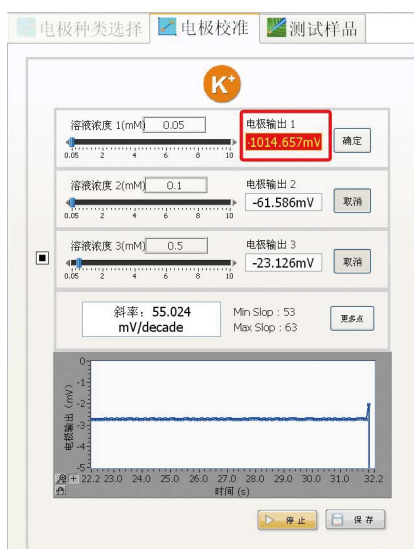 电极种类选择 电极校准 测试样品
K+
溶液浓度 1(mM) 0.05 电极输出 1
-1014.657mV 确定
0.05 2 4 6 8 10
溶液浓度 2(mM) 0.1 电极输出 2
-61.586mV 取消
0.05 2 4 6 8 10
溶液浓度 3(mM) 0.5 电极输出 3
-23.126mV 取消
0.05 2 4 6 8 10
斜率：55.024 Min Slop : 53
mV/decade Max Slop : 63 更多点
0
-1
-2
-3
-4
-5
电极输出 (mV)
22.2 23.0 24.0 25.0 26.0 27.0 28.0 29.0 30.0 31.0 32.2
时间 (s)
停止 保存